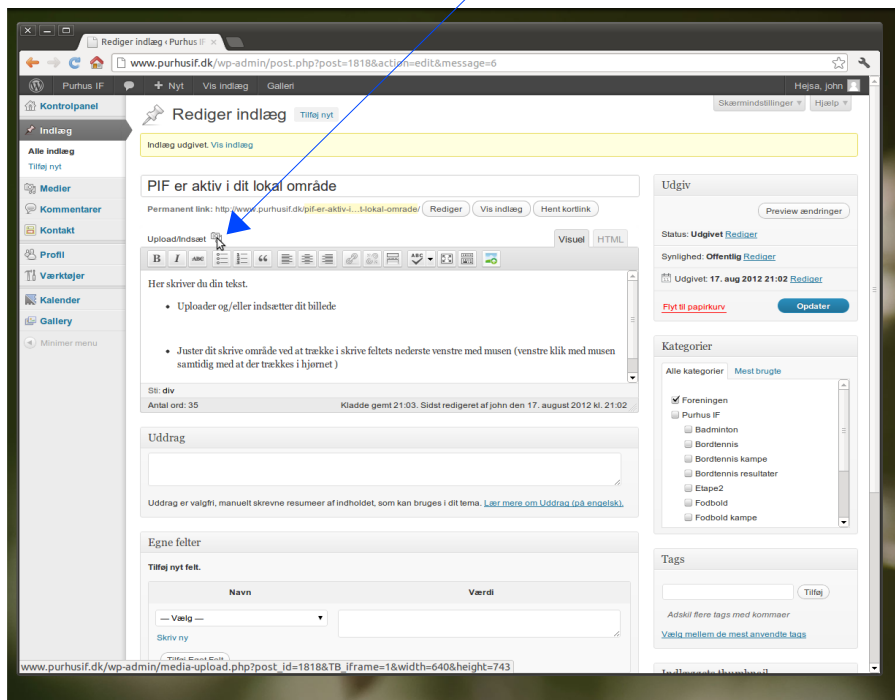 Rediger indlæg ‹ Purhus IF
www.purhusif.dk/wp-admin/post.php?post=1818&action=edit&message=6
Purhus IF + Nyt Vis indlæg Galleri Hejsa, john
Skærmindstillinger Hjælp
Kontrolpanel
Indlæg
Alle indlæg
Tilføj nyt
Medier
Kommentarer
Kontakt
Profil
Værktøjer
Kalender
Gallery
Minimer menu
Rediger indlæg Tilføj nyt
Indlæg udgivet. Vis indlæg
PIF er aktiv i dit lokal område
Permanent link: http://www.purhusif.dk/pif-er-aktiv-i…t-lokal-omrade/ Rediger Vis indlæg Hent kortlink
Upload/Indsæt Visuel HTML
B I ABC ABC
Her skriver du din tekst.
• Uploader og/eller indsætter dit billede
• Juster dit skrive område ved at trække i skrive feltets nederste venstre med musen (venstre klik med musen
samtidig med at der trækkes i hjørnet )
Sti: div
Antal ord: 35 Kladde gemt 21:03. Sidst redigeret af john den 17. august 2012 kl. 21:02
Uddrag
Uddrag er valgfri, manuelt skrevne resumeer af indholdet, som kan bruges i dit tema. Lær mere om Uddrag (på engelsk).
Egne felter
Tilføj nyt felt.
Navn Værdi
— Vælg —
Skriv ny
Tilføj Eget Felt
Udgiv
Preview ændringer
Status: Udgivet Rediger
Synlighed: Offentlig Rediger
Udgivet: 17. aug 2012 21:02 Rediger
Flyt til papirkurv Opdater
Kategorier
Alle kategorier Mest brugte
Foreningen
Purhus IF
Badminton
Bordtennis
Bordtennis kampe
Bordtennis resultater
Etape2
Fodbold
Fodbold kampe
Tags
Tilføj
Adskil flere tags med kommaer
Vælg mellem de mest anvendte tags
Indlæggets thumbnail
www.purhusif.dk/wp-admin/media-upload.php?post_id=1818&TB_iframe=1&width=640&height=743